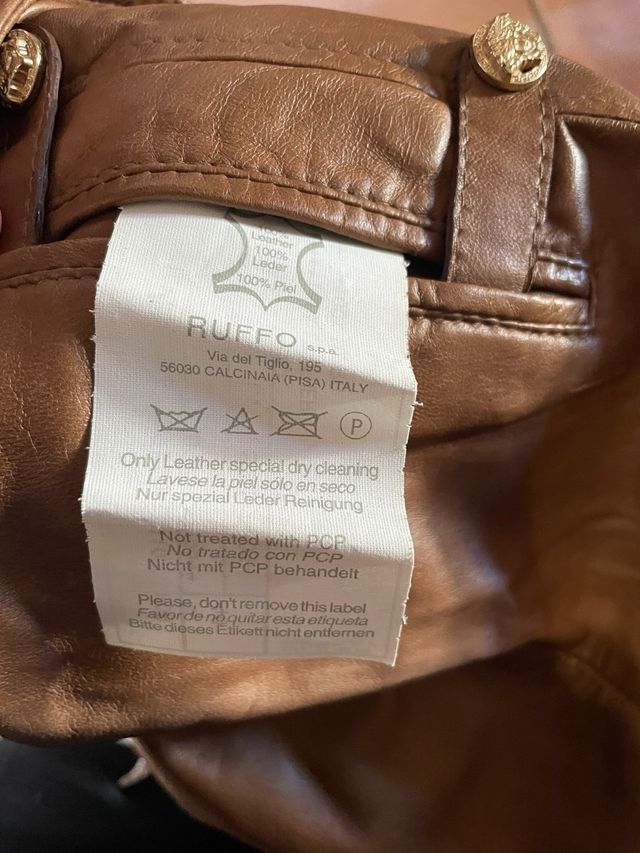 Leather
100%
Leder
100% Piel
RUFFO s.p.a.
Via del Tiglio, 195
56030 CALCINAIA (PISA) ITALY
P
Only Leather special dry cleaning
Lavese la piel sólo en seco
Nur spezial Leder Reinigung
Not treated with PCP
No tratado con PCP
Nicht mit PCP behandelt
Please, don't remove this label
Favor de no quitar esta etiqueta
Bitte dieses Etikett nicht entfernen